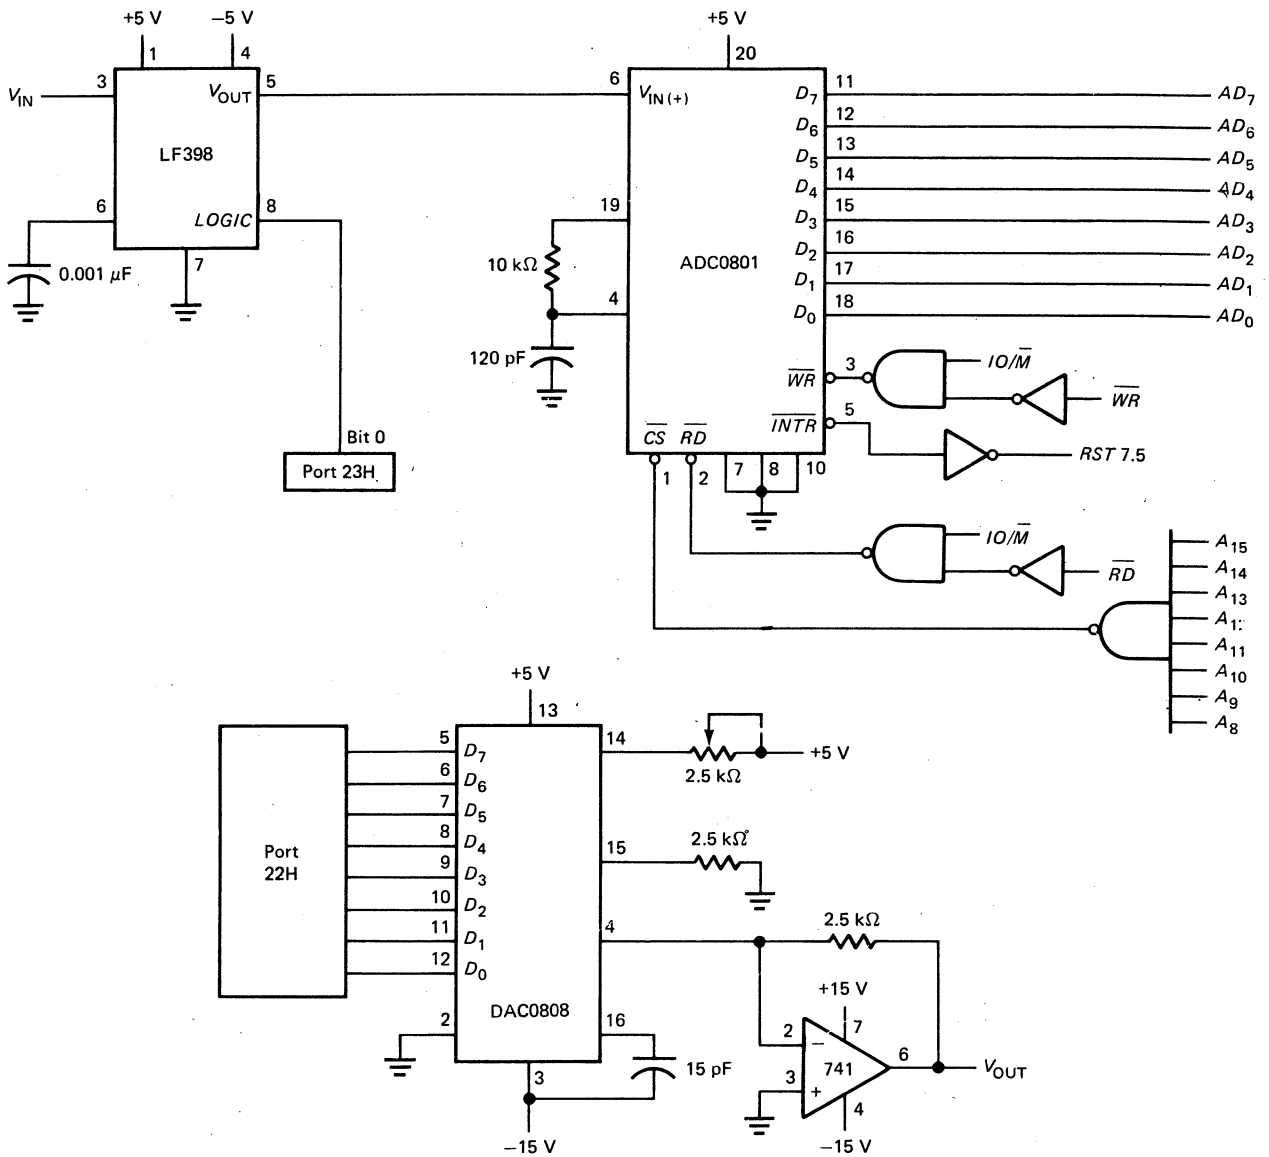 +5 V
−5 V
1
4
3
V_IN
V_OUT
5
LF398
6
LOGIC
8
7
0.001 μF
Bit 0
Port 23H
+5 V
20
6
V_IN(+)
19
10 kΩ
4
120 pF
ADC0801
D7
11
AD7
D6
12
AD6
D5
13
AD5
D4
14
AD4
D3
15
AD3
D2
16
AD2
D1
17
AD1
D0
18
AD0
W̅R̅
3
IO/M̅
W̅R̅
I̅N̅T̅R̅
5
RST 7.5
C̅S̅
R̅D̅
1
2
7
8
10
IO/M̅
R̅D̅
A15
A14
A13
A11
A10
A9
A8
+5 V
13
Port
22H
5
D7
6
D6
7
D5
8
D4
9
D3
10
D2
11
D1
12
D0
DAC0808
2
3
−15 V
14
2.5 kΩ
+5 V
15
2.5 kΩ
4
2.5 kΩ
16
15 pF
+15 V
7
2
−
741
3
+
6
V_OUT
4
−15 V